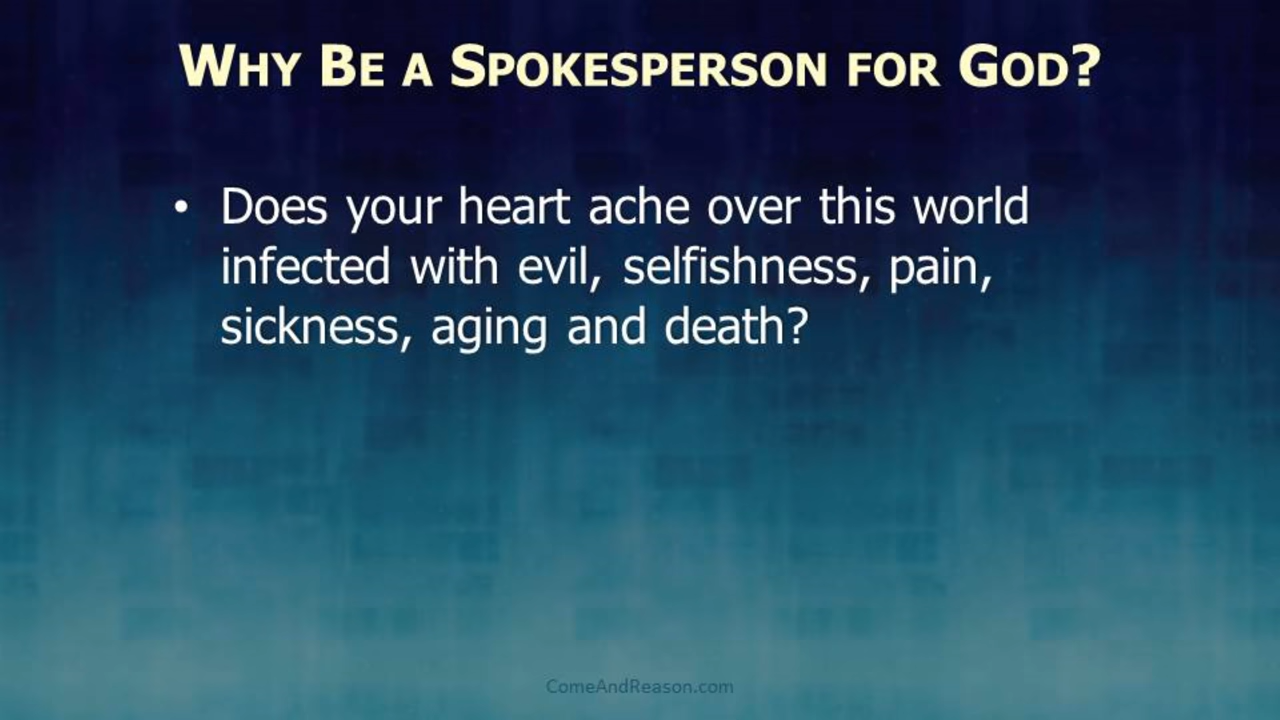 WHY BE A SPOKESPERSON FOR GOD?
• Does your heart ache over this world
infected with evil, selfishness, pain,
sickness, aging and death?
ComeAndReason.com